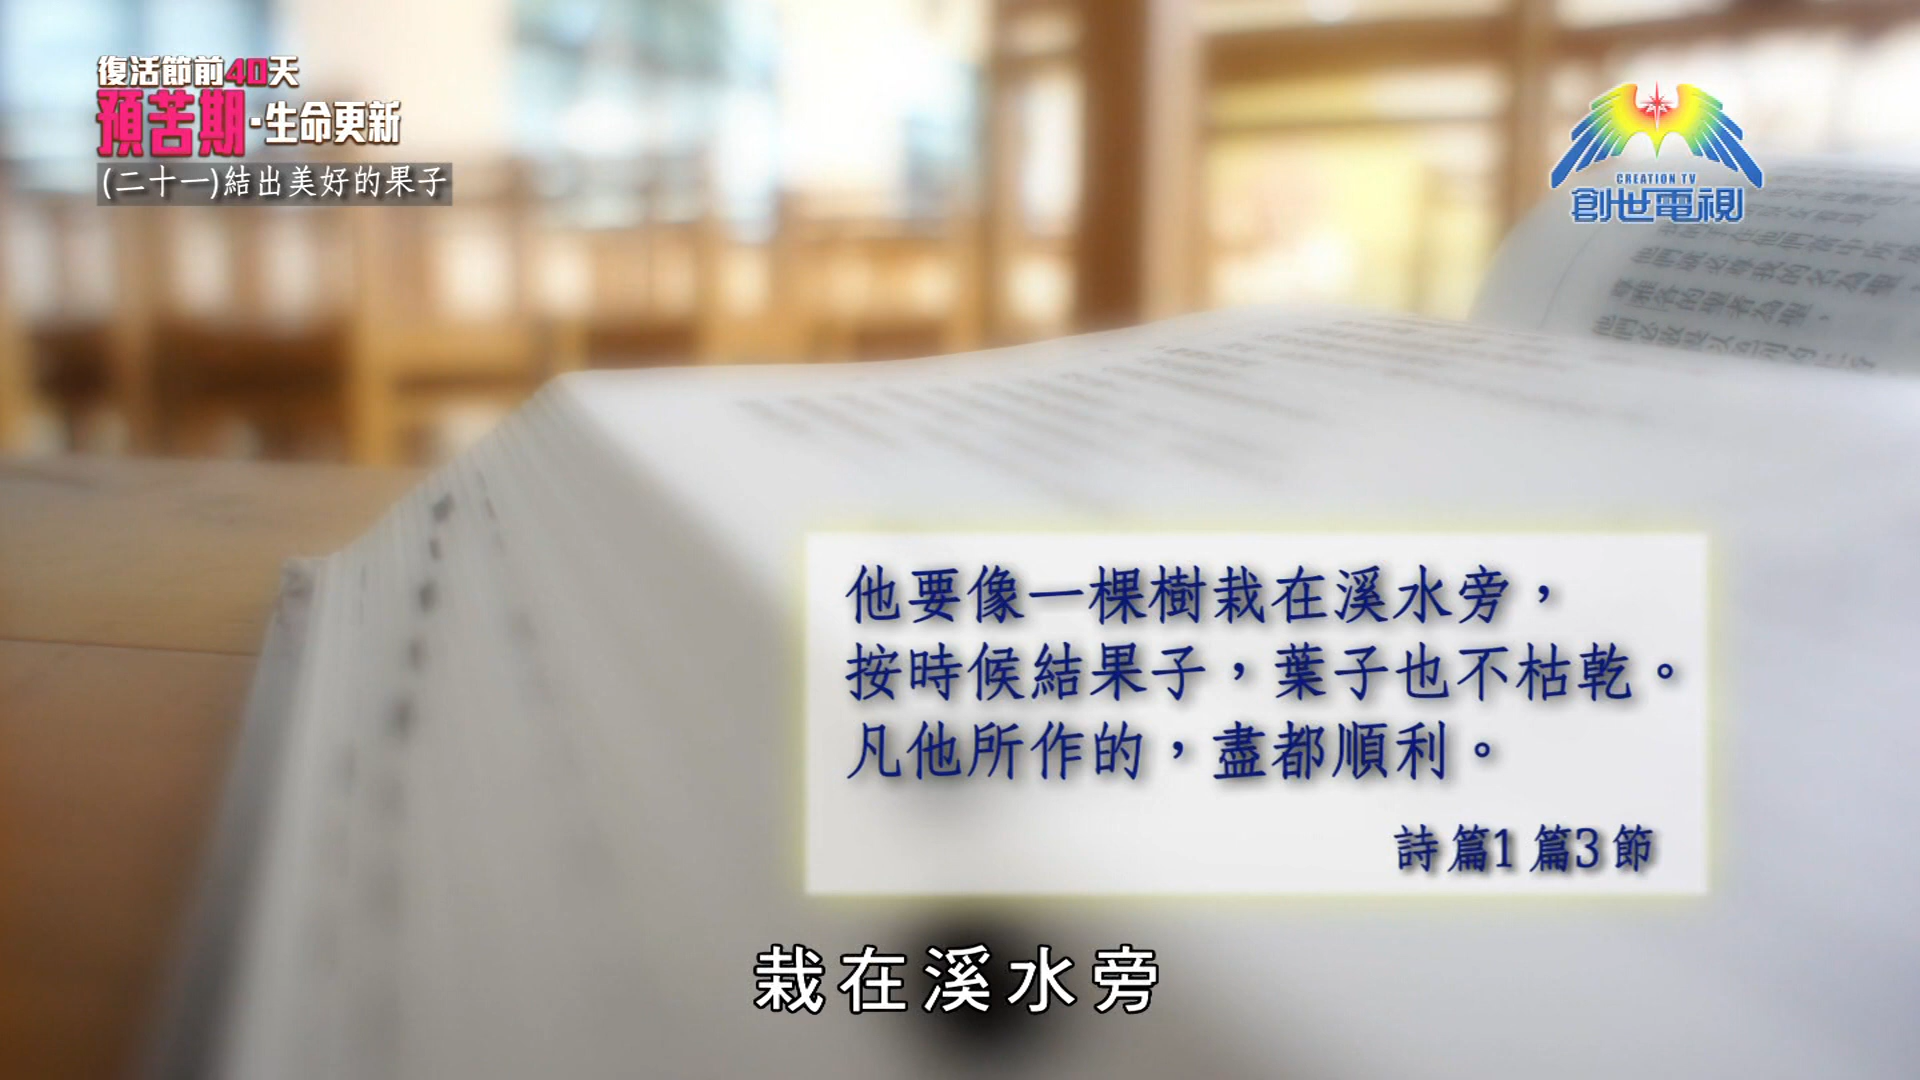 復活節前40天
預苦期·生命更新
(二十一)結出美好的果子
CREATION TV
創世電視
他要像一棵樹栽在溪水旁，
按時候結果子，葉子也不枯乾。
凡他所作的，盡都順利。
詩篇1篇3節
栽在溪水旁